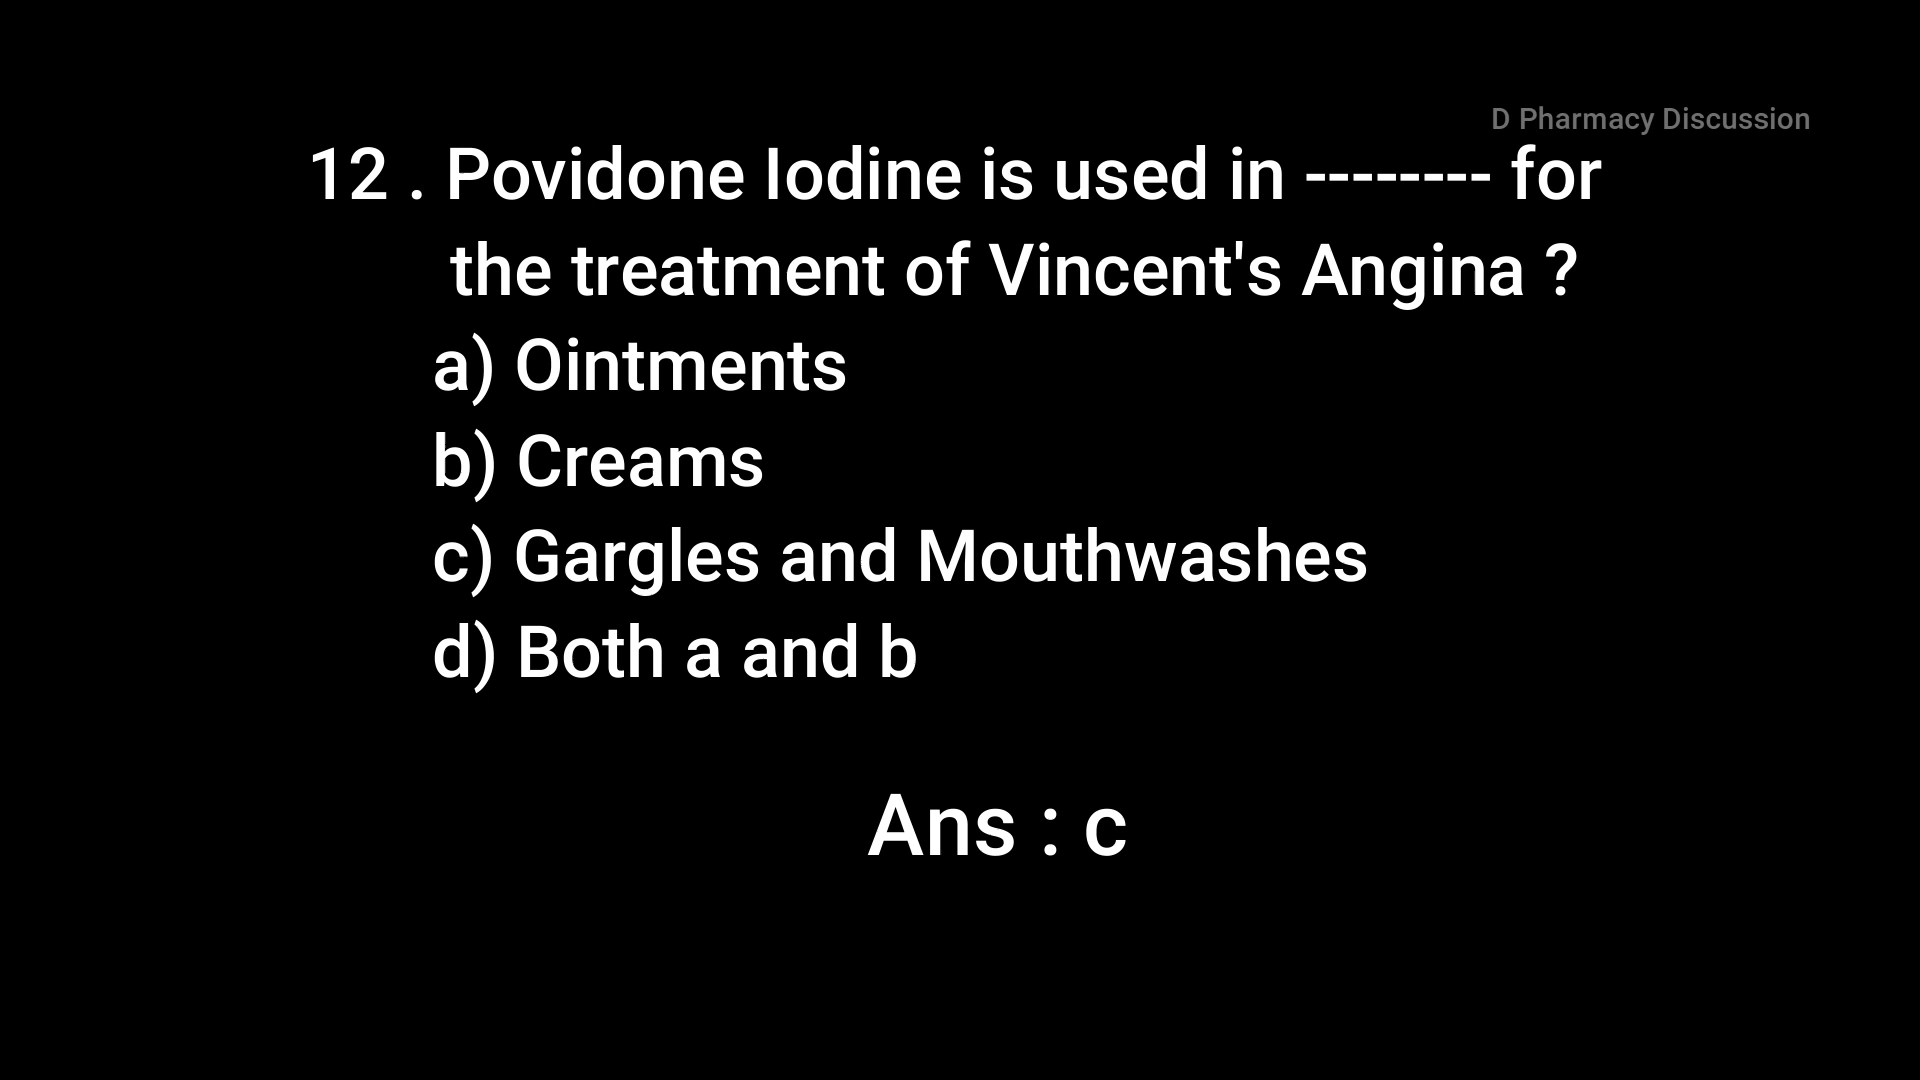 D Pharmacy Discussion
12 . Povidone Iodine is used in -------- for
the treatment of Vincent's Angina ?
a) Ointments
b) Creams
c) Gargles and Mouthwashes
d) Both a and b
Ans : c